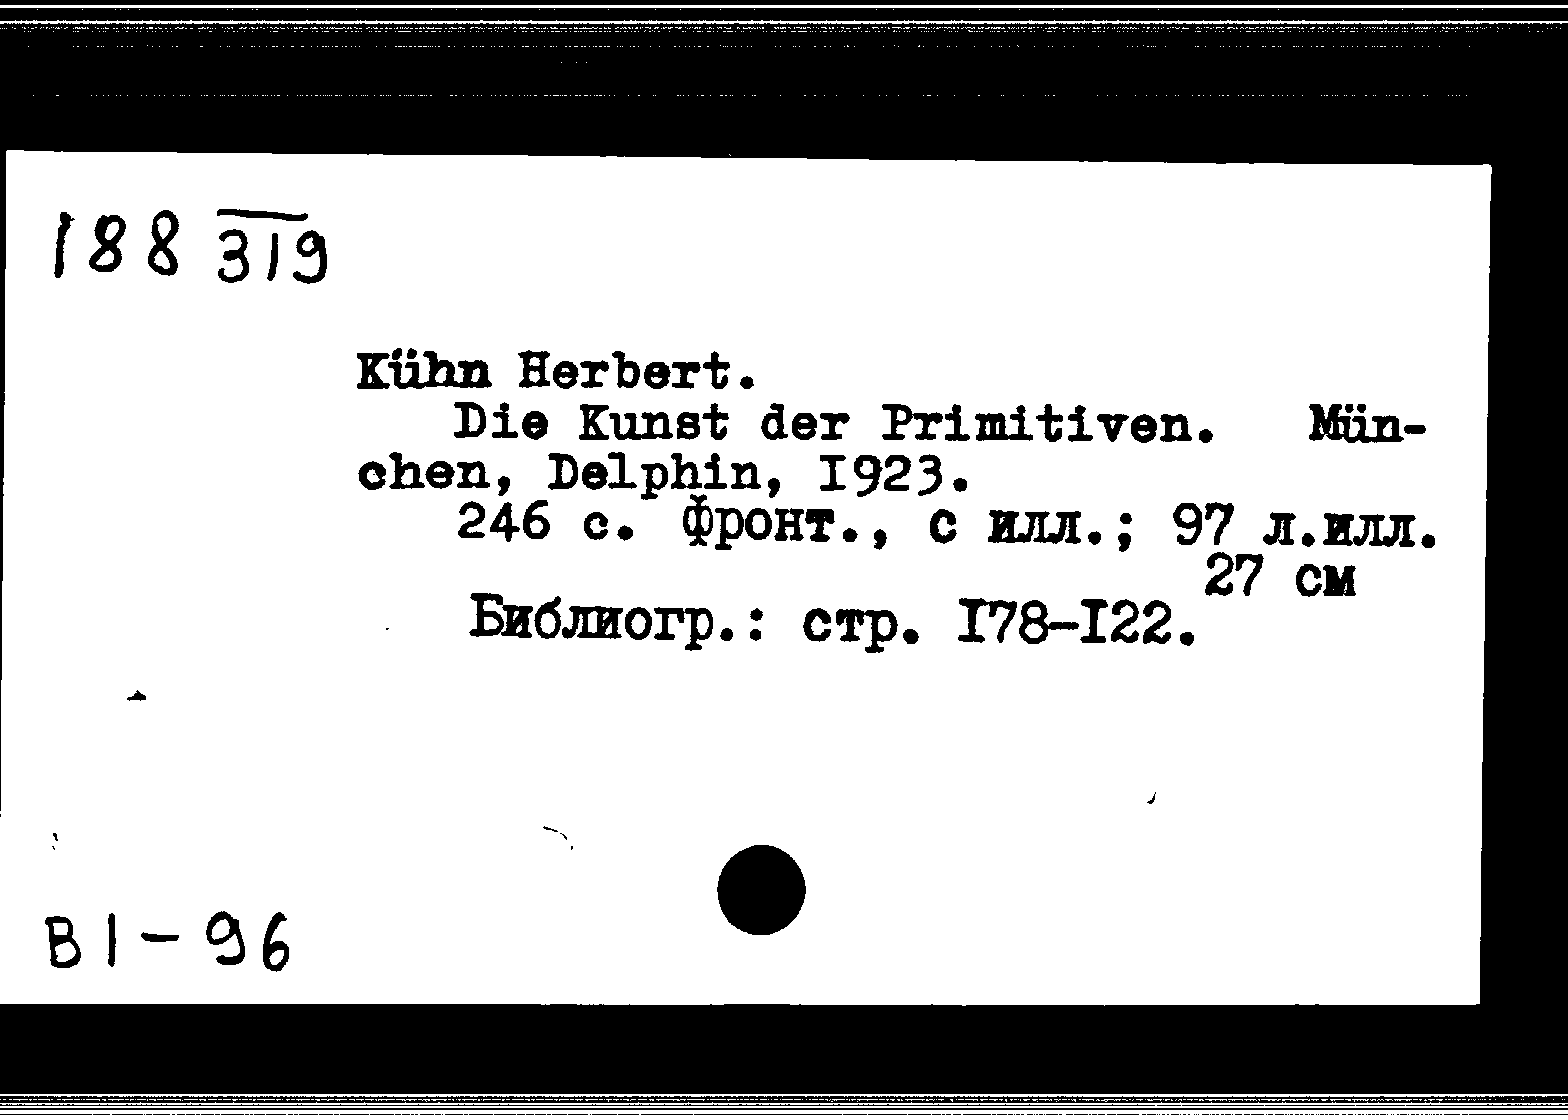 188 319
Kühn Herbert.
Die Kunst der Primitiven. Mün-
chen, Delphin, 1923.
246 с. Фронт., с илл.; 97 л.илл.
27 см
Библиогр.: стр. 178-122.
B1-96